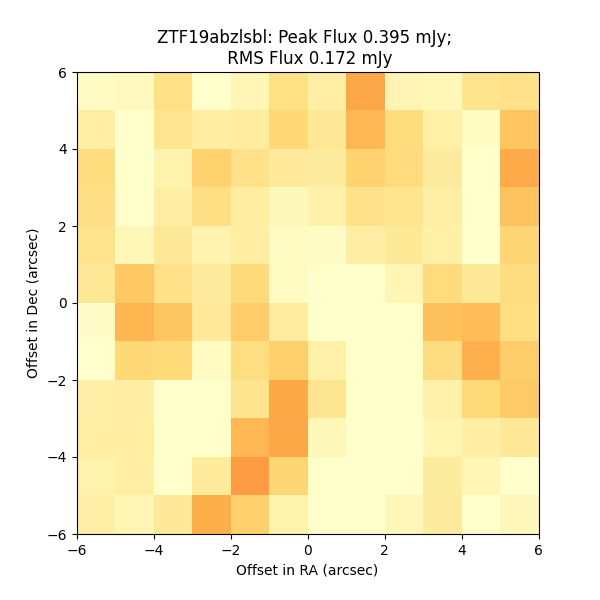 ZTF19abzlsbl: Peak Flux 0.395 mJy;
RMS Flux 0.172 mJy
6
4
2
0
−2
−4
−6
Offset in Dec (arcsec)
−6 −4 −2 0 2 4 6
Offset in RA (arcsec)